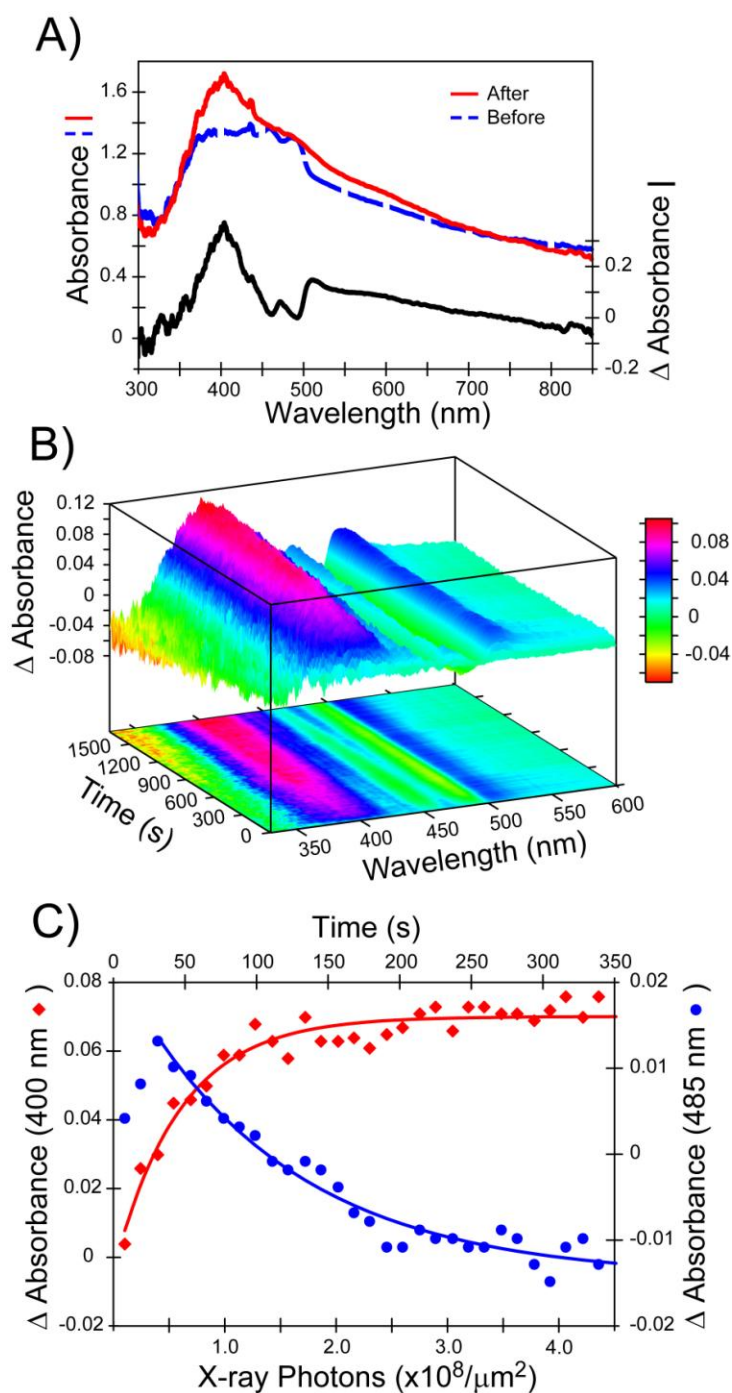 A)
Absorbance
1.6
1.2
0.8
0.4
0
After
Before
0.2
0
-0.2
Δ Absorbance
300 400 500 600 700 800
Wavelength (nm)
B)
Δ Absorbance
0.12
0.08
0.04
0
-0.04
-0.08
0.08
0.04
0
-0.04
1500
1200
900
600
300
0
Time (s)
350 400 450 500 550 600
Wavelength (nm)
C)
Time (s)
0 50 100 150 200 250 300 350
Δ Absorbance (400 nm ◆)
0.08
0.06
0.04
0.02
0
-0.02
0.02
0.01
0
-0.01
-0.02
Δ Absorbance (485 nm ●)
1.0 2.0 3.0 4.0
X-ray Photons (x10⁸/μm²)